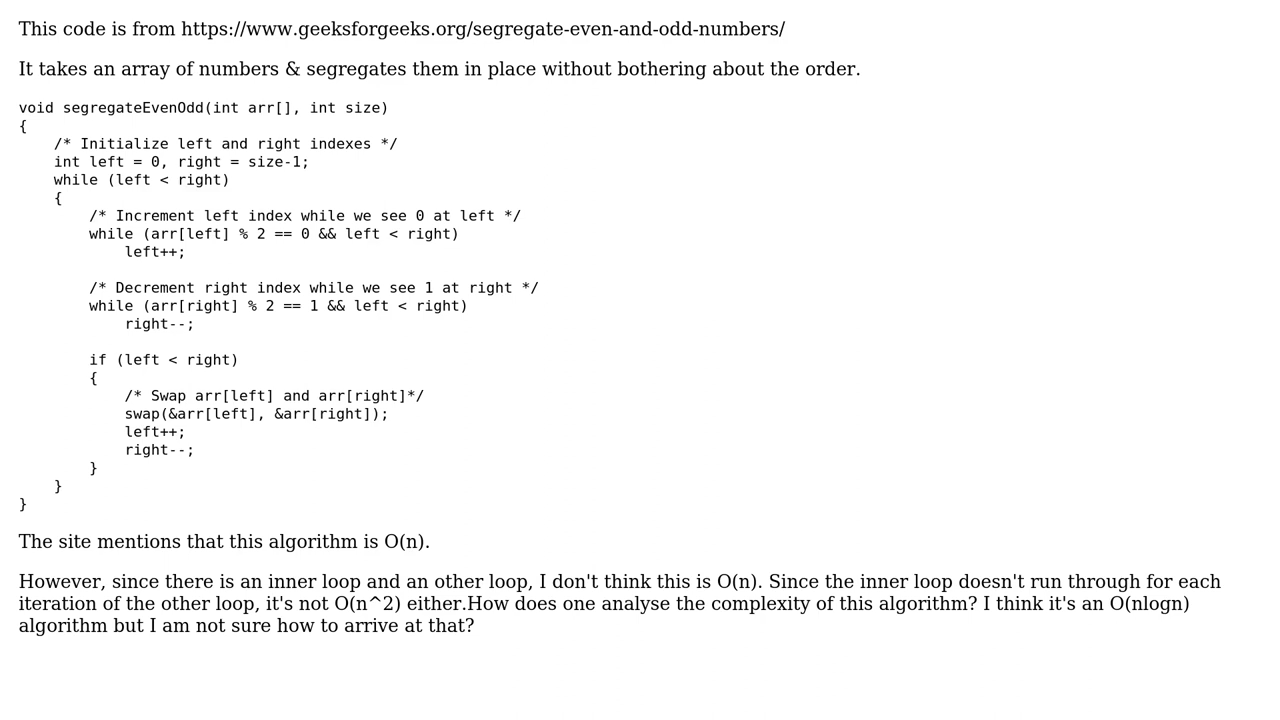 This code is from https://www.geeksforgeeks.org/segregate-even-and-odd-numbers/
It takes an array of numbers & segregates them in place without bothering about the order.
void segregateEvenOdd(int arr[], int size)
{
    /* Initialize left and right indexes */
    int left = 0, right = size-1;
    while (left < right)
    {
        /* Increment left index while we see 0 at left */
        while (arr[left] % 2 == 0 && left < right)
            left++;

        /* Decrement right index while we see 1 at right */
        while (arr[right] % 2 == 1 && left < right)
            right--;

        if (left < right)
        {
            /* Swap arr[left] and arr[right]*/
            swap(&arr[left], &arr[right]);
            left++;
            right--;
        }
    }
}
The site mentions that this algorithm is O(n).
However, since there is an inner loop and an other loop, I don't think this is O(n). Since the inner loop doesn't run through for each
iteration of the other loop, it's not O(n^2) either.How does one analyse the complexity of this algorithm? I think it's an O(nlogn)
algorithm but I am not sure how to arrive at that?